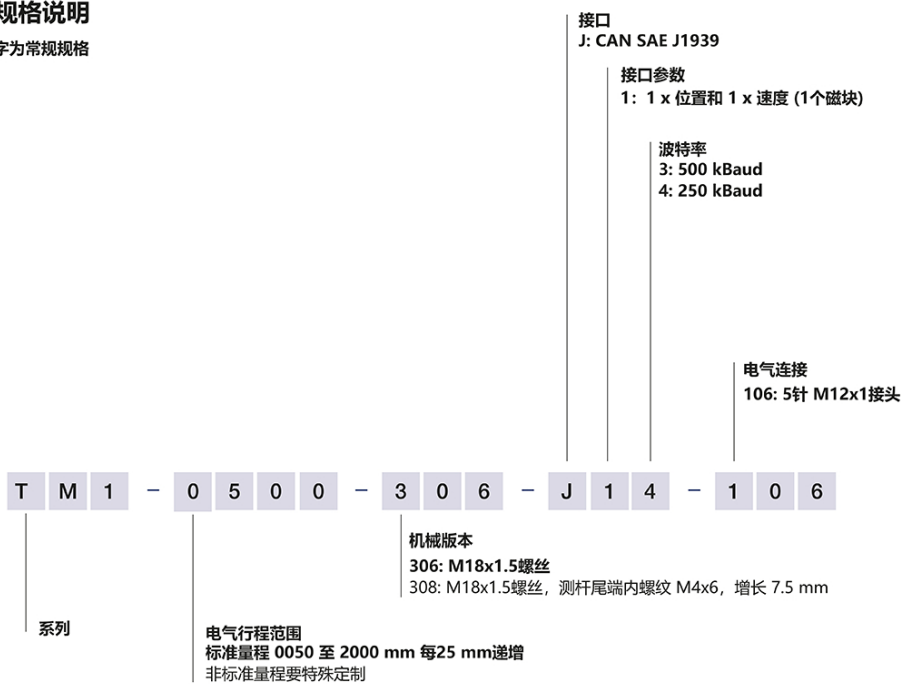 规格说明
字为常规规格
接口
J: CAN SAE J1939
接口参数
1：1 x 位置和 1 x 速度 (1个磁块)
波特率
3: 500 kBaud
4: 250 kBaud
电气连接
106: 5针 M12x1接头
T M 1 - 0 5 0 0 - 3 0 6 - J 1 4 - 1 0 6
机械版本
306: M18x1.5螺丝
308: M18x1.5螺丝，测杆尾端内螺纹 M4x6，增长 7.5 mm
系列
电气行程范围
标准量程 0050 至 2000 mm 每25 mm递增
非标准量程要特殊定制